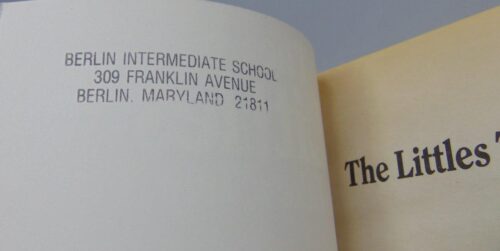 BERLIN INTERMEDIATE SCHOOL
309 FRANKLIN AVENUE
BERLIN, MARYLAND 21811
The Littles